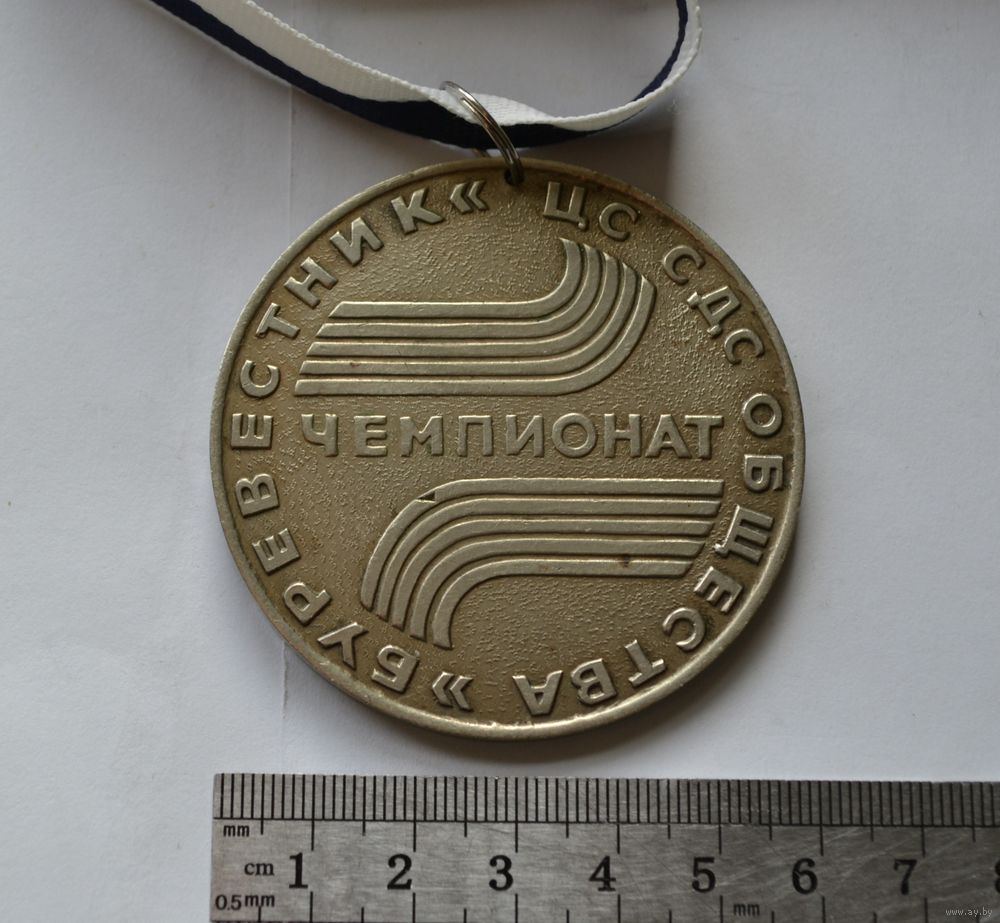 ЦС СДС ОБЩЕСТВА »БУРЕВЕСТНИК«
ЧЕМПИОНАТ
mm
cm 1 2 3 4 5 6 7 8
0.5mm mm
www.ay.by